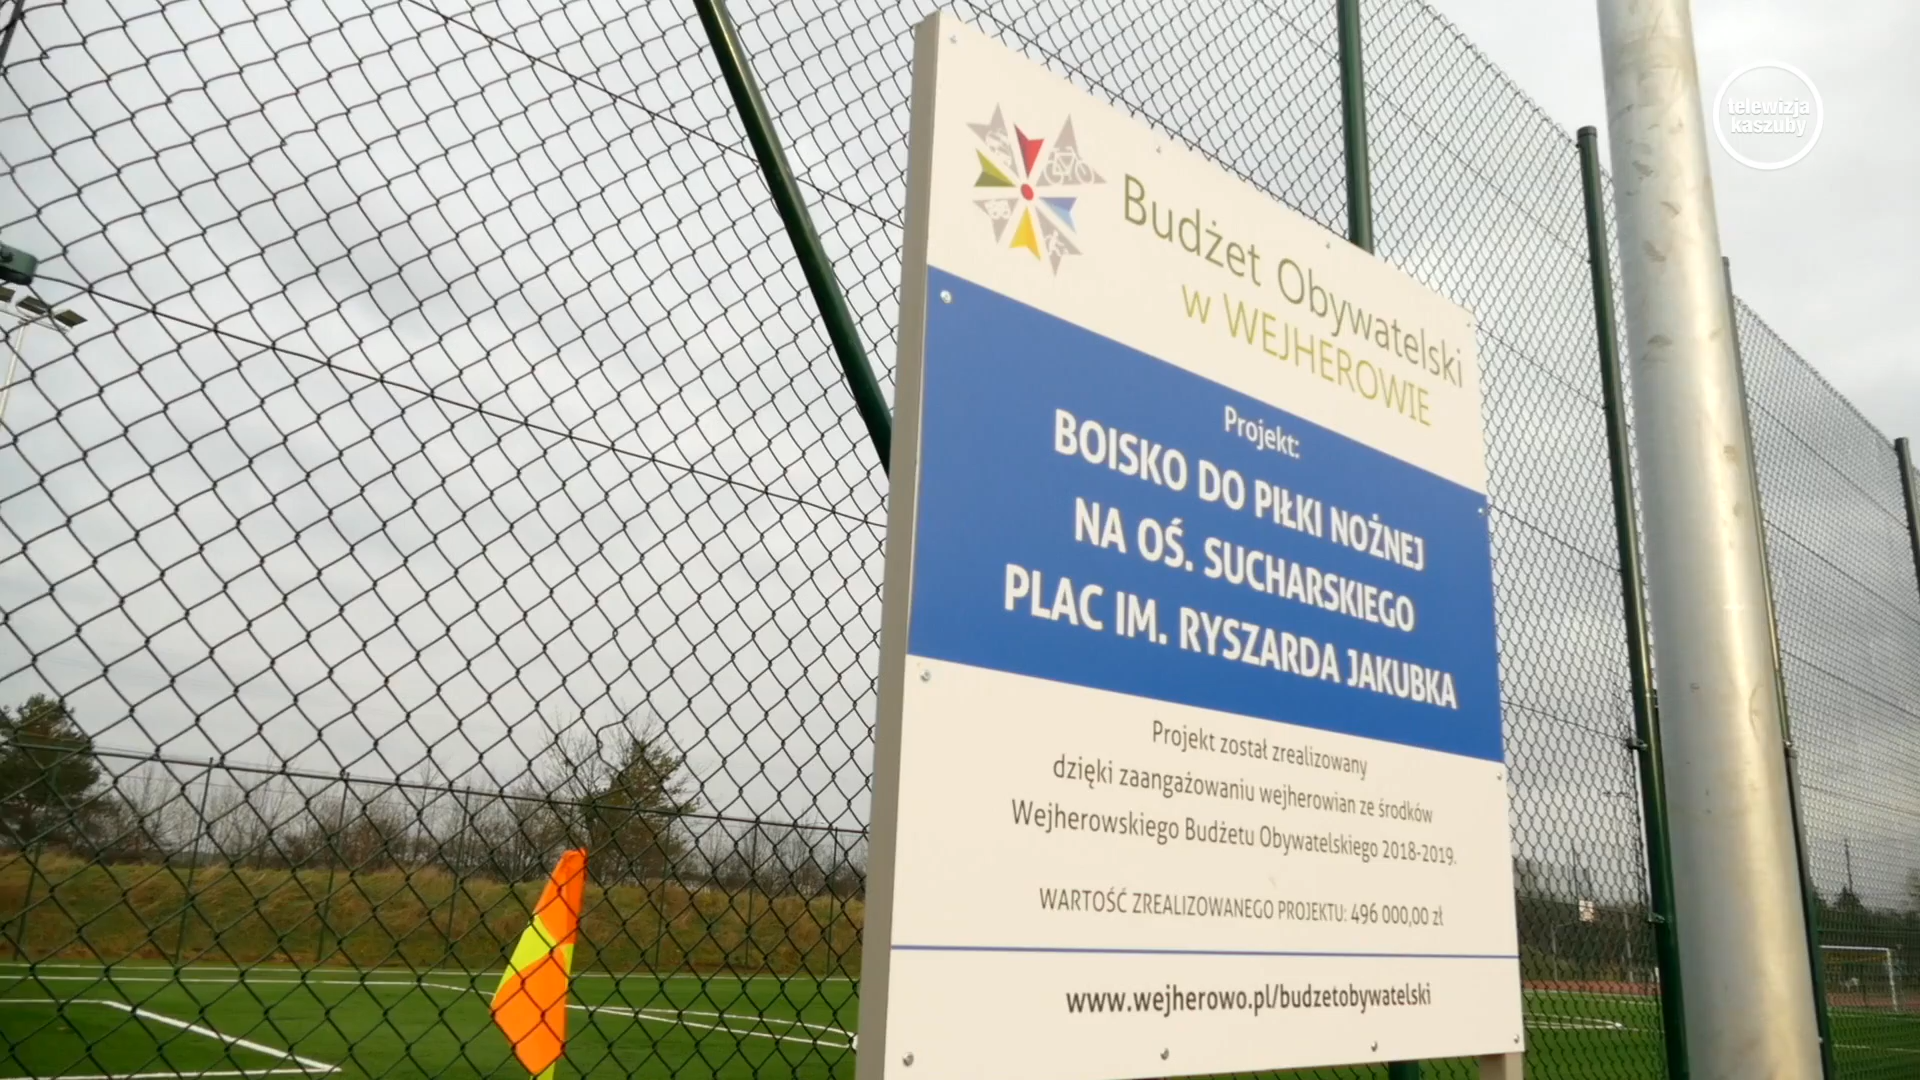 telewizja
kaszuby
Budżet Obywatelski
w WEJHEROWIE
Projekt:
BOISKO DO PIŁKI NOŻNEJ
NA OŚ. SUCHARSKIEGO
PLAC IM. RYSZARDA JAKUBKA
Projekt został zrealizowany
dzięki zaangażowaniu wejherowian ze środków
Wejherowskiego Budżetu Obywatelskiego 2018-2019.
WARTOŚĆ ZREALIZOWANEGO PROJEKTU: 496 000,00 zł
www.wejherowo.pl/budzetobywatelski